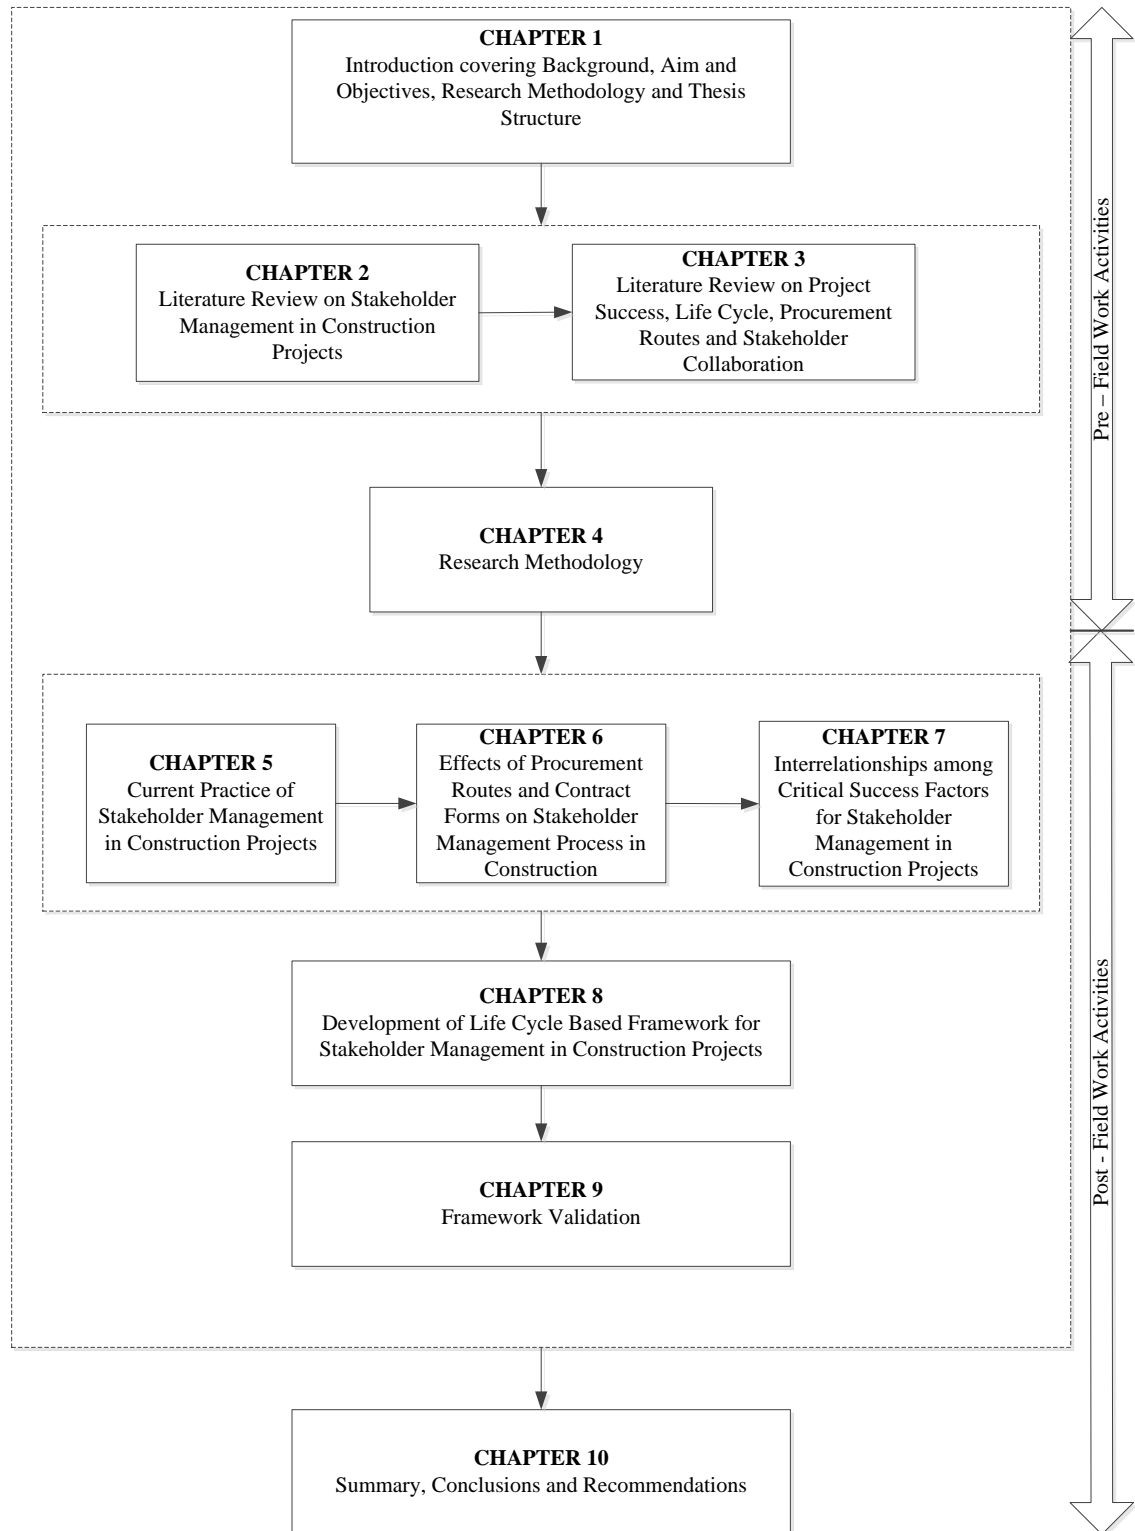 CHAPTER 1
Introduction covering Background, Aim and
Objectives, Research Methodology and Thesis
Structure
CHAPTER 2
Literature Review on Stakeholder
Management in Construction
Projects
CHAPTER 3
Literature Review on Project
Success, Life Cycle, Procurement
Routes and Stakeholder
Collaboration
CHAPTER 4
Research Methodology
Pre – Field Work Activities
CHAPTER 5
Current Practice of
Stakeholder Management
in Construction Projects
CHAPTER 6
Effects of Procurement
Routes and Contract
Forms on Stakeholder
Management Process in
Construction
CHAPTER 7
Interrelationships among
Critical Success Factors
for Stakeholder
Management in
Construction Projects
CHAPTER 8
Development of Life Cycle Based Framework for
Stakeholder Management in Construction Projects
CHAPTER 9
Framework Validation
CHAPTER 10
Summary, Conclusions and Recommendations
Post - Field Work Activities